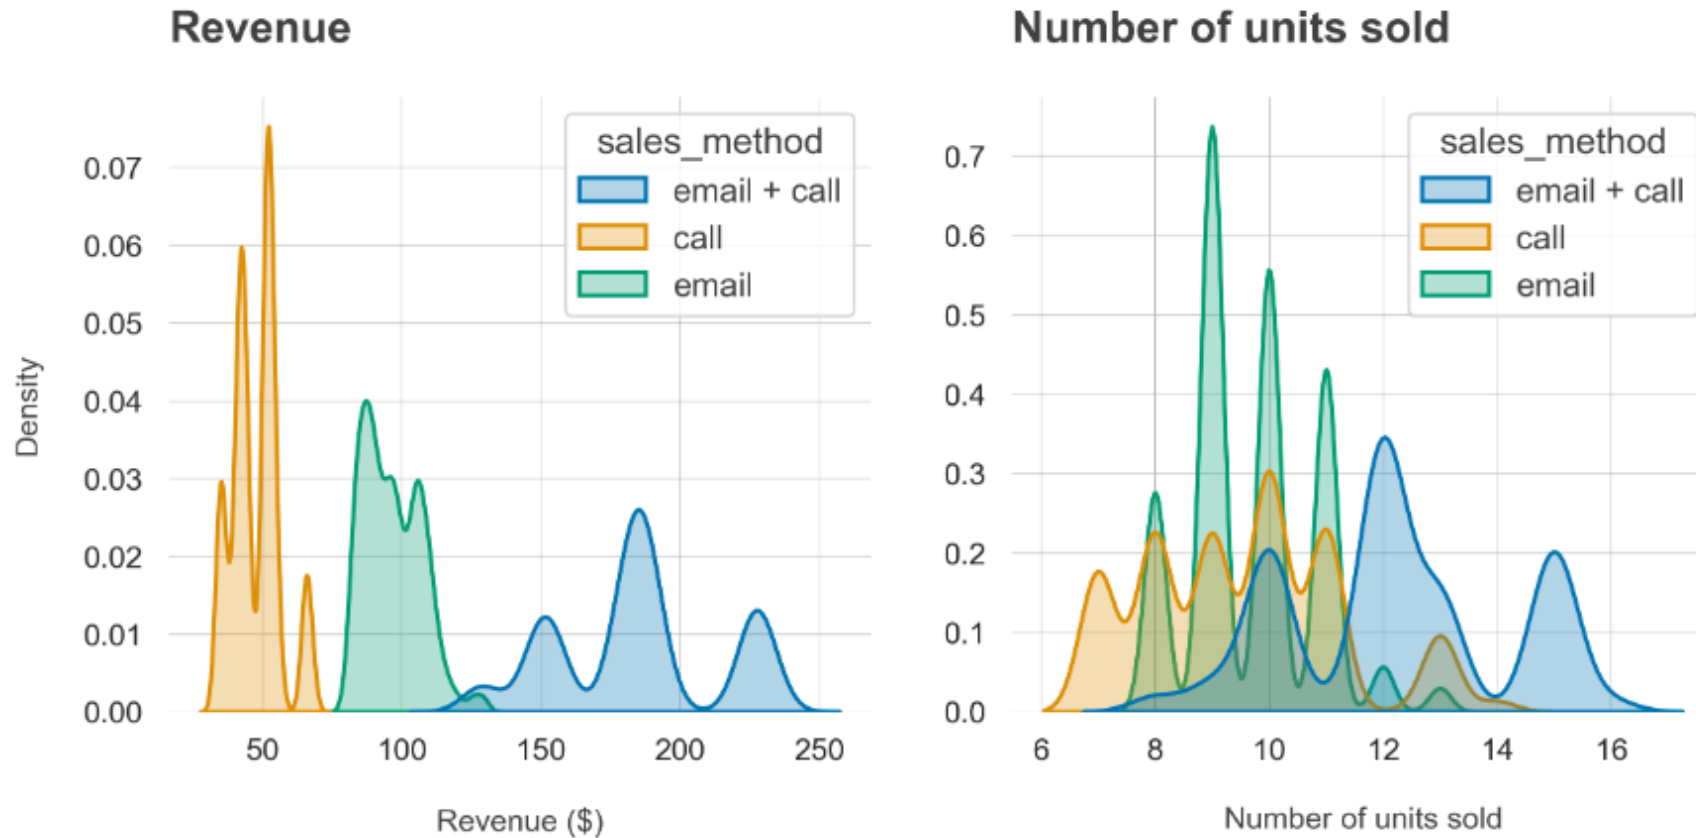 Revenue
Number of units sold
sales_method
email + call
call
email
0.07
0.06
0.05
0.04
0.03
0.02
0.01
0.00
Density
50
100
150
200
250
Revenue ($)
sales_method
email + call
call
email
0.7
0.6
0.5
0.4
0.3
0.2
0.1
0.0
6
8
10
12
14
16
Number of units sold